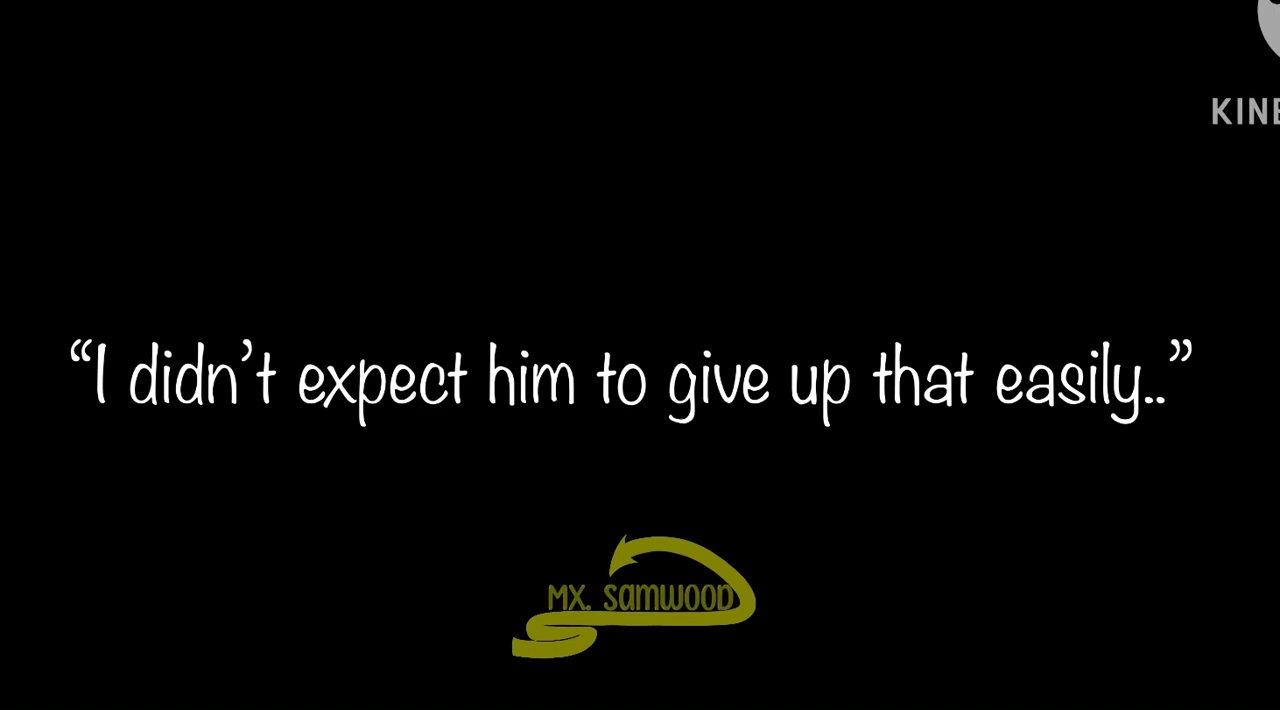 KINE
“I didn’t expect him to give up that easily..”
MX. SamWOOD